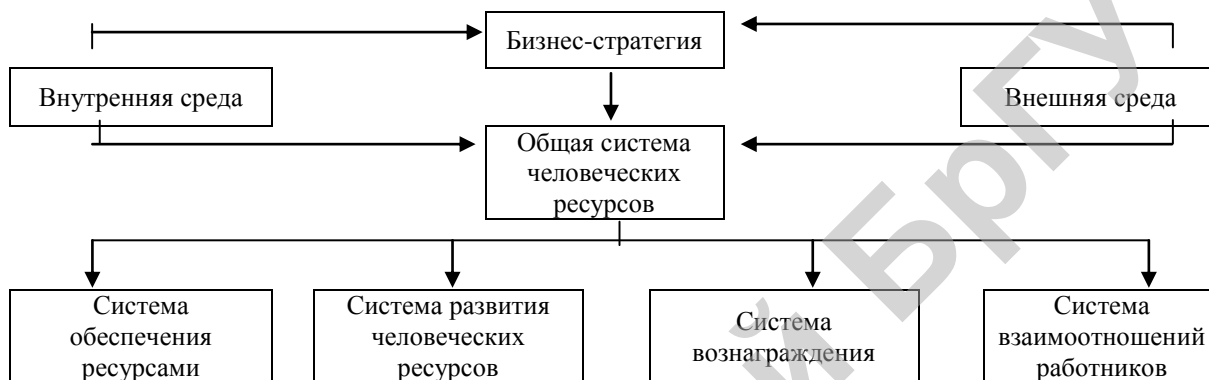 Бизнес-стратегия
Внутренняя среда
Внешняя среда
Общая система
человеческих
ресурсов
Система
обеспечения
ресурсами
Система развития
человеческих
ресурсов
Система
вознаграждения
Система
взаимоотношений
работников
й БрГУ